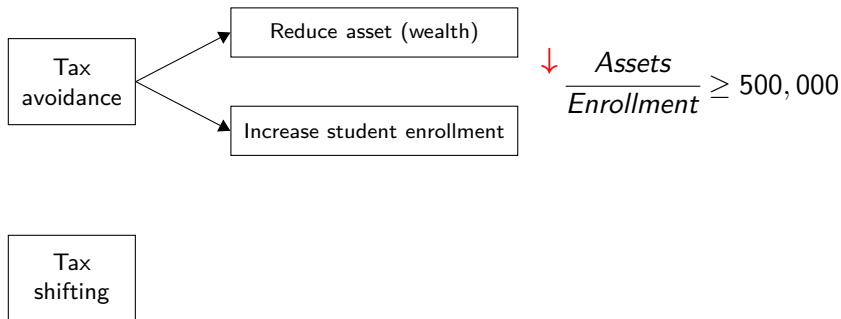 Tax
avoidance
Reduce asset (wealth)
Increase student enrollment
↓ Assets
Enrollment ≥ 500, 000
Tax
shifting